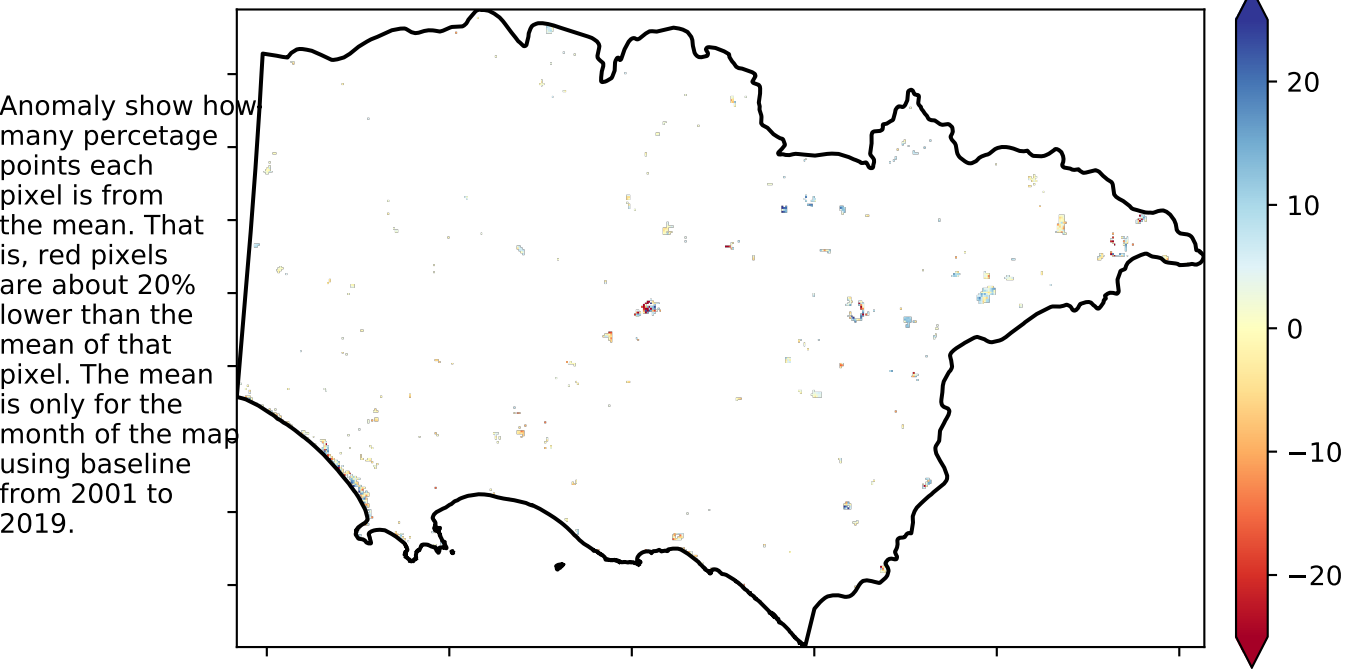 Anomaly show how
many percetage
points each
pixel is from
the mean. That
is, red pixels
are about 20%
lower than the
mean of that
pixel. The mean
is only for the
month of the map
using baseline
from 2001 to
2019.
20
10
0
−10
−20